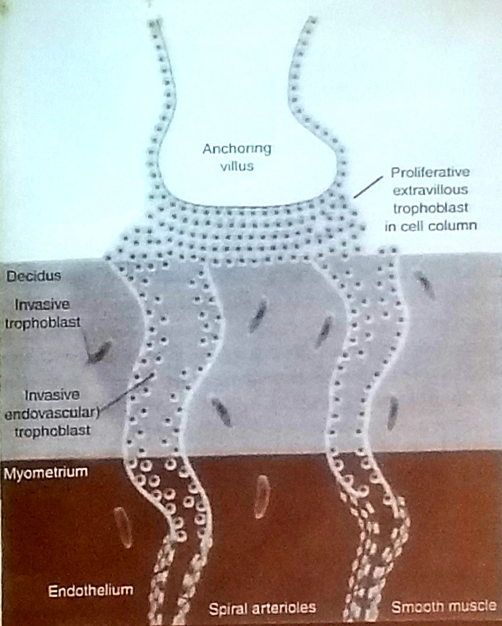 Anchoring
villus
Proliferative
extravillous
trophoblast
in cell column
Decidus
Invasive
trophoblast
Invasive
endovascular)
trophoblast
Myometrium
Endothelium
Spiral arterioles
Smooth muscle